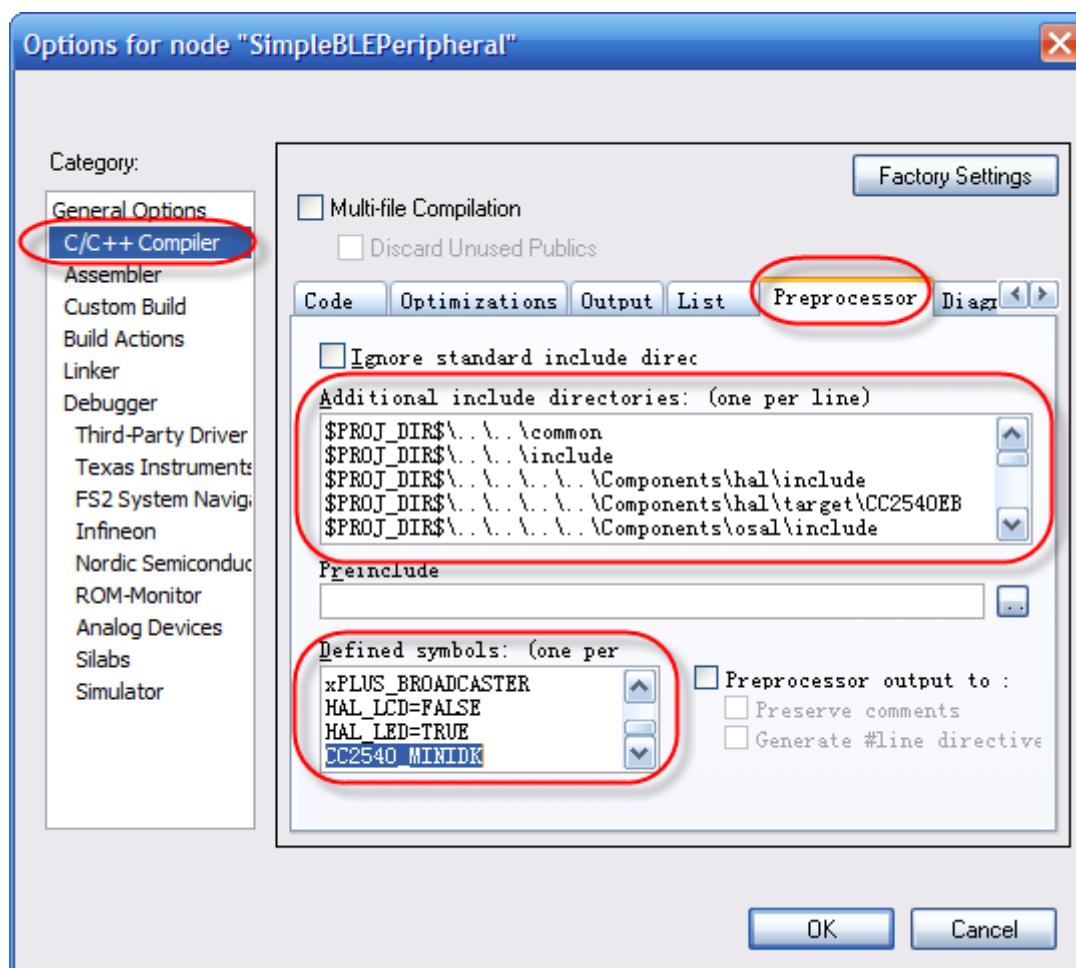 Options for node "SimpleBLEPeripheral"
Category:
Factory Settings
General Options
C/C++ Compiler
Assembler
Custom Build
Build Actions
Linker
Debugger
Third-Party Driver
Texas Instruments
FS2 System Naviga
Infineon
Nordic Semiconduc
ROM-Monitor
Analog Devices
Silabs
Simulator
Multi-file Compilation
Discard Unused Publics
Code Optimizations Output List Preprocessor Diagn
Ignore standard include direc
Additional include directories: (one per line)
$PROJ_DIR$\..\..\common
$PROJ_DIR$\..\..\include
$PROJ_DIR$\..\..\..\..\Components\hal\include
$PROJ_DIR$\..\..\..\..\Components\hal\target\CC2540EB
$PROJ_DIR$\..\..\..\..\Components\osal\include
Preinclude
..
Defined symbols: (one per
xPLUS_BROADCASTER
HAL_LCD=FALSE
HAL_LED=TRUE
CC2540_MINIDK
Preprocessor output to :
Preserve comments
Generate #line directive
OK Cancel